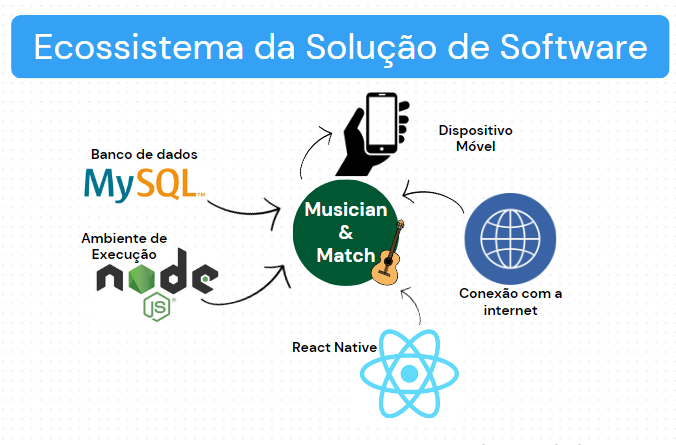 Ecossistema da Solução de Software
Dispositivo
Móvel
Banco de dados
MySQL™
Musician
&
Match
Ambiente de
Execução
node
JS®
Conexão com a
internet
React Native